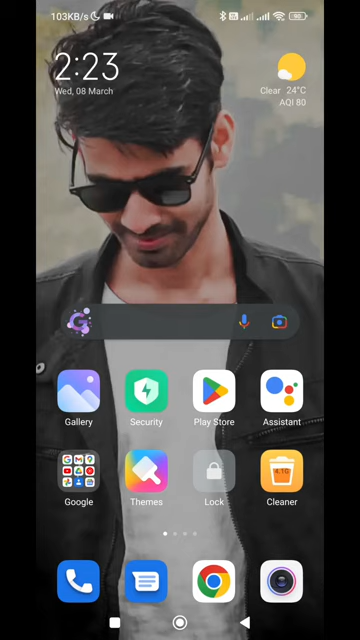 103KB/s
2:23
Wed, 08 March
Clear 24°C
AQI 80
Gallery
Security
Play Store
Assistant
Google
Themes
Lock
Cleaner